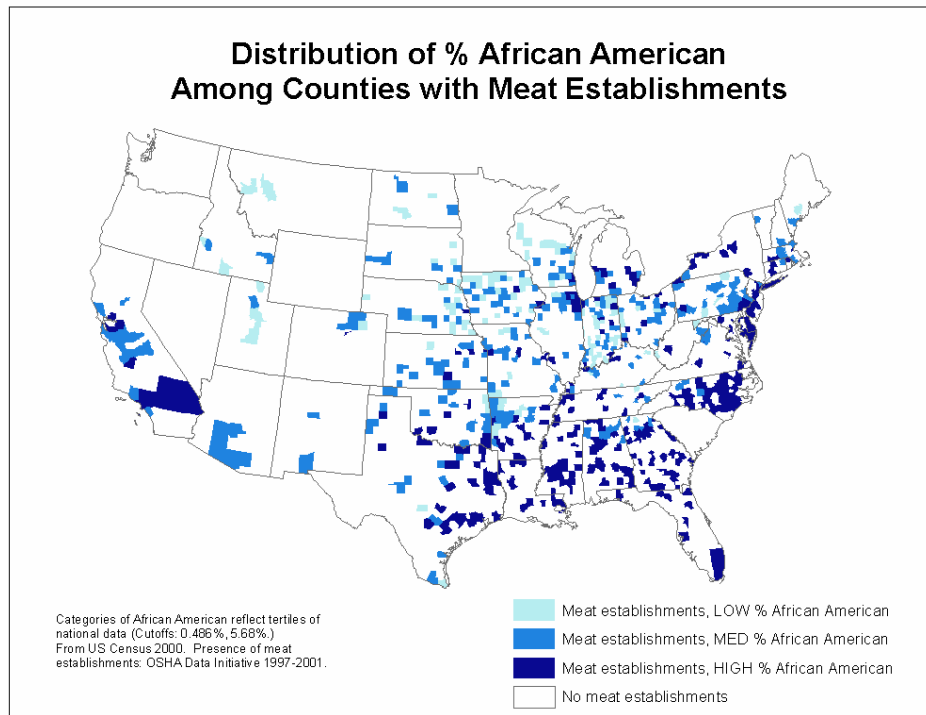 Distribution of % African American
Among Counties with Meat Establishments
Categories of African American reflect tertiles of
national data (Cutoffs: 0.486%, 5.68%.)
From US Census 2000. Presence of meat
establishments: OSHA Data Initiative 1997-2001.
Meat establishments, LOW % African American
Meat establishments, MED % African American
Meat establishments, HIGH % African American
No meat establishments